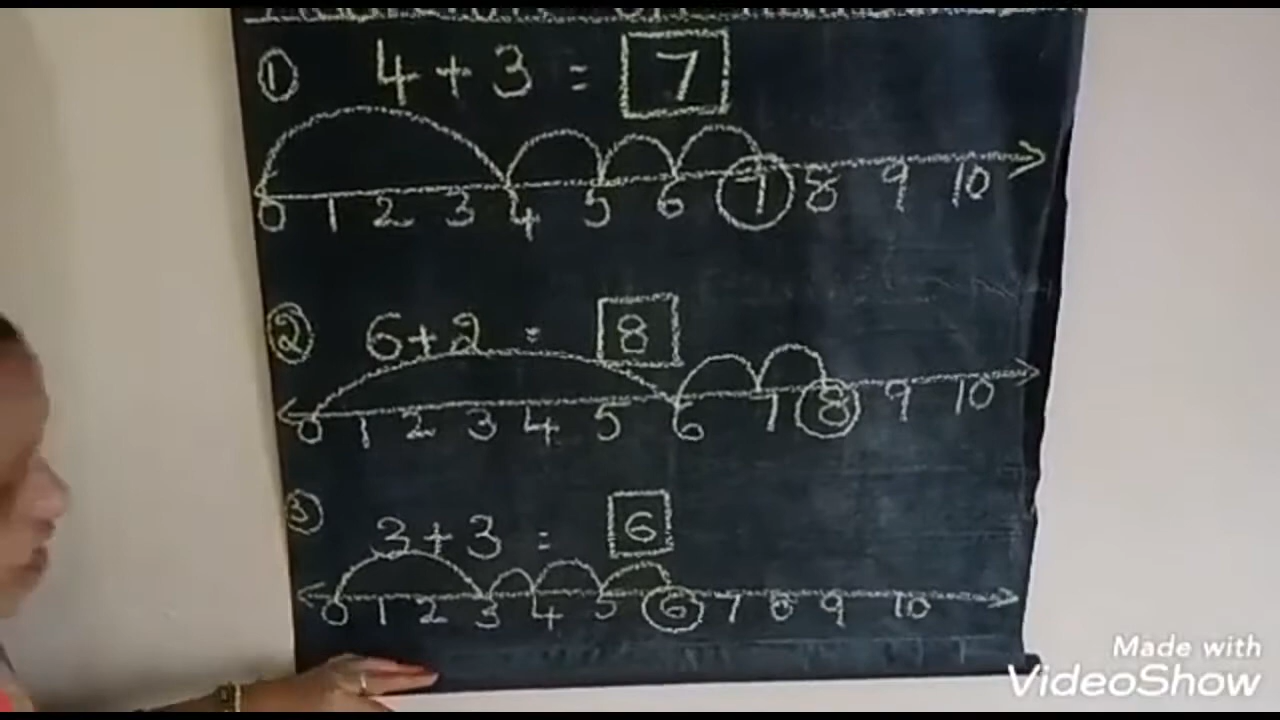 ① 4 + 3 = 7
0 1 2 3 4 5 6 7 8 9 10
② 6 + 2 = 8
0 1 2 3 4 5 6 7 8 9 10
③ 3 + 3 = 6
0 1 2 3 4 5 6 7 8 9 10
Made with
VideoShow